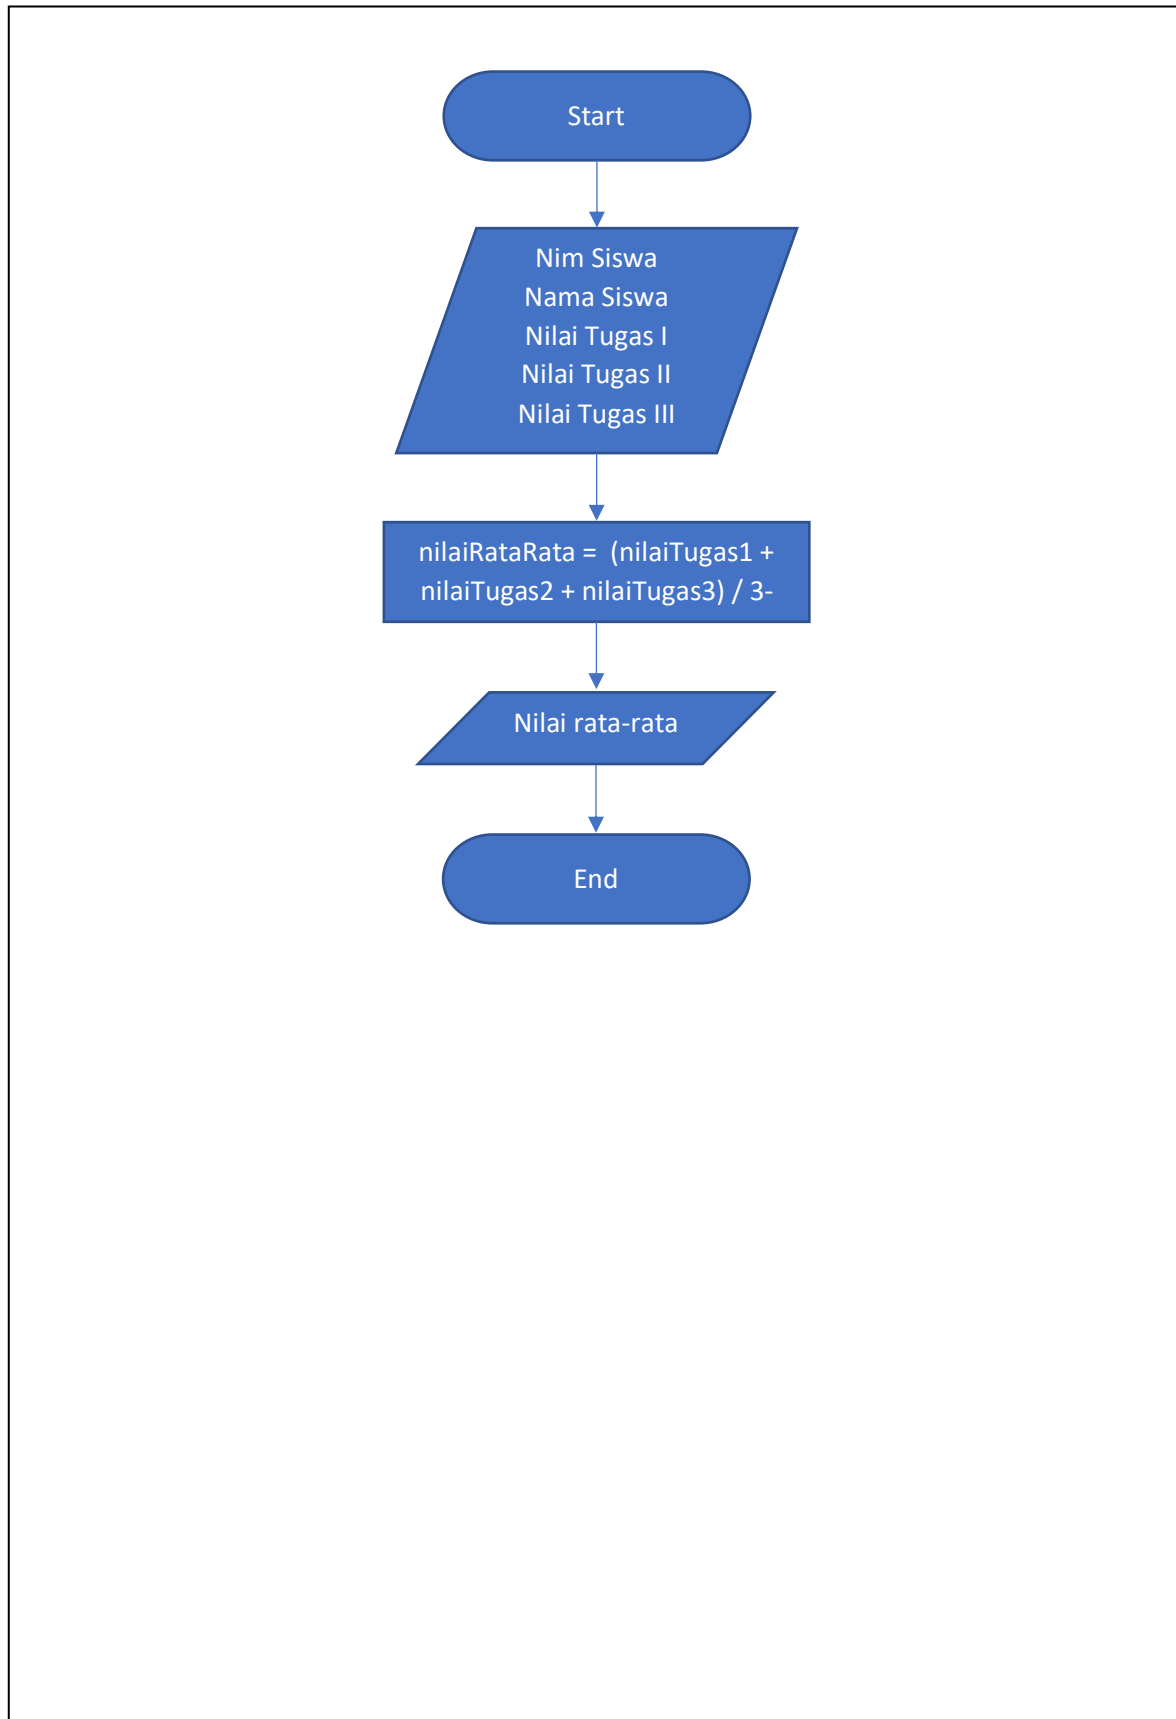 Start
Nim Siswa
Nama Siswa
Nilai Tugas I
Nilai Tugas II
Nilai Tugas III
nilaiRataRata =  (nilaiTugas1 +
nilaiTugas2 + nilaiTugas3) / 3-
Nilai rata-rata
End